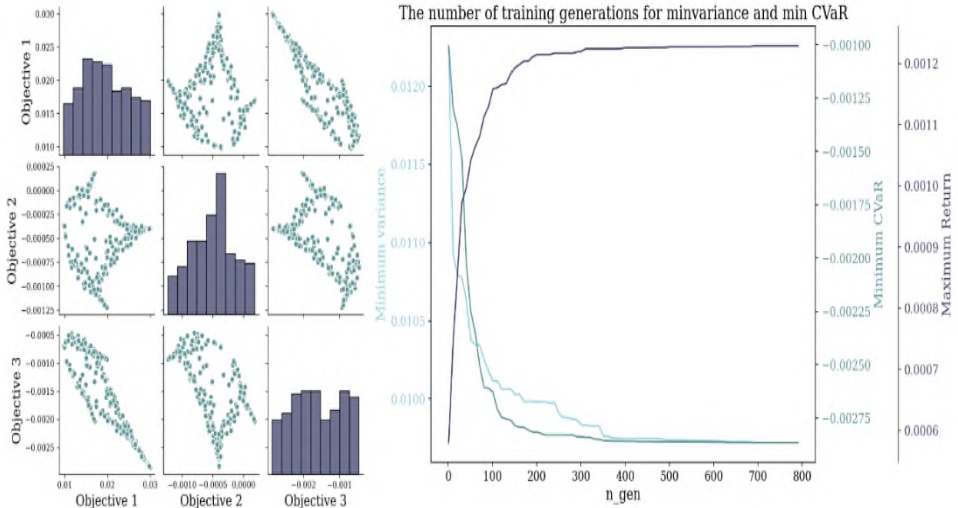 The number of training generations for minvariance and min CVaR
Objective 1
0.030
0.025
0.020
0.015
0.010
Objective 2
0.00025
0.00000
−0.00025
−0.00050
−0.00075
−0.00100
−0.00125
Objective 3
−0.0005
−0.0010
−0.0015
−0.0020
−0.0025
0.01 0.02 0.03
Objective 1
−0.0010 −0.0005 0.0000
Objective 2
−0.002 −0.001
Objective 3
Minimum variance
0.0120
0.0115
0.0110
0.0105
0.0100
0 100 200 300 400 500 600 700 800
n_gen
−0.00100
−0.00125
−0.00150
−0.00175
−0.00200
−0.00225
−0.00250
−0.00275
Minimum CVaR
0.0012
0.0011
0.0010
0.0009
0.0008
0.0007
0.0006
Maximum Return